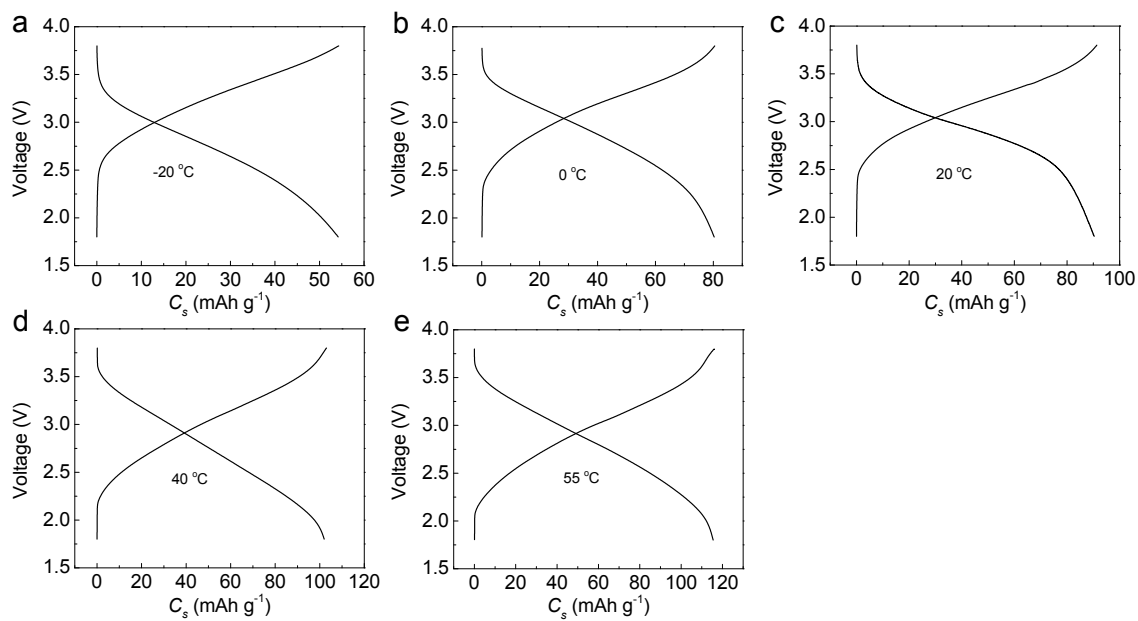 a
4.0
3.5
3.0
2.5
2.0
1.5
Voltage (V)
-20 °C
0 10 20 30 40 50 60
C_s (mAh g⁻¹)
b
4.0
3.5
3.0
2.5
2.0
1.5
Voltage (V)
0 °C
0 20 40 60 80
C_s (mAh g⁻¹)
c
4.0
3.5
3.0
2.5
2.0
1.5
Voltage (V)
20 °C
0 20 40 60 80 100
C_s (mAh g⁻¹)
d
4.0
3.5
3.0
2.5
2.0
1.5
Voltage (V)
40 °C
0 20 40 60 80 100 120
C_s (mAh g⁻¹)
e
4.0
3.5
3.0
2.5
2.0
1.5
Voltage (V)
55 °C
0 20 40 60 80 100 120
C_s (mAh g⁻¹)